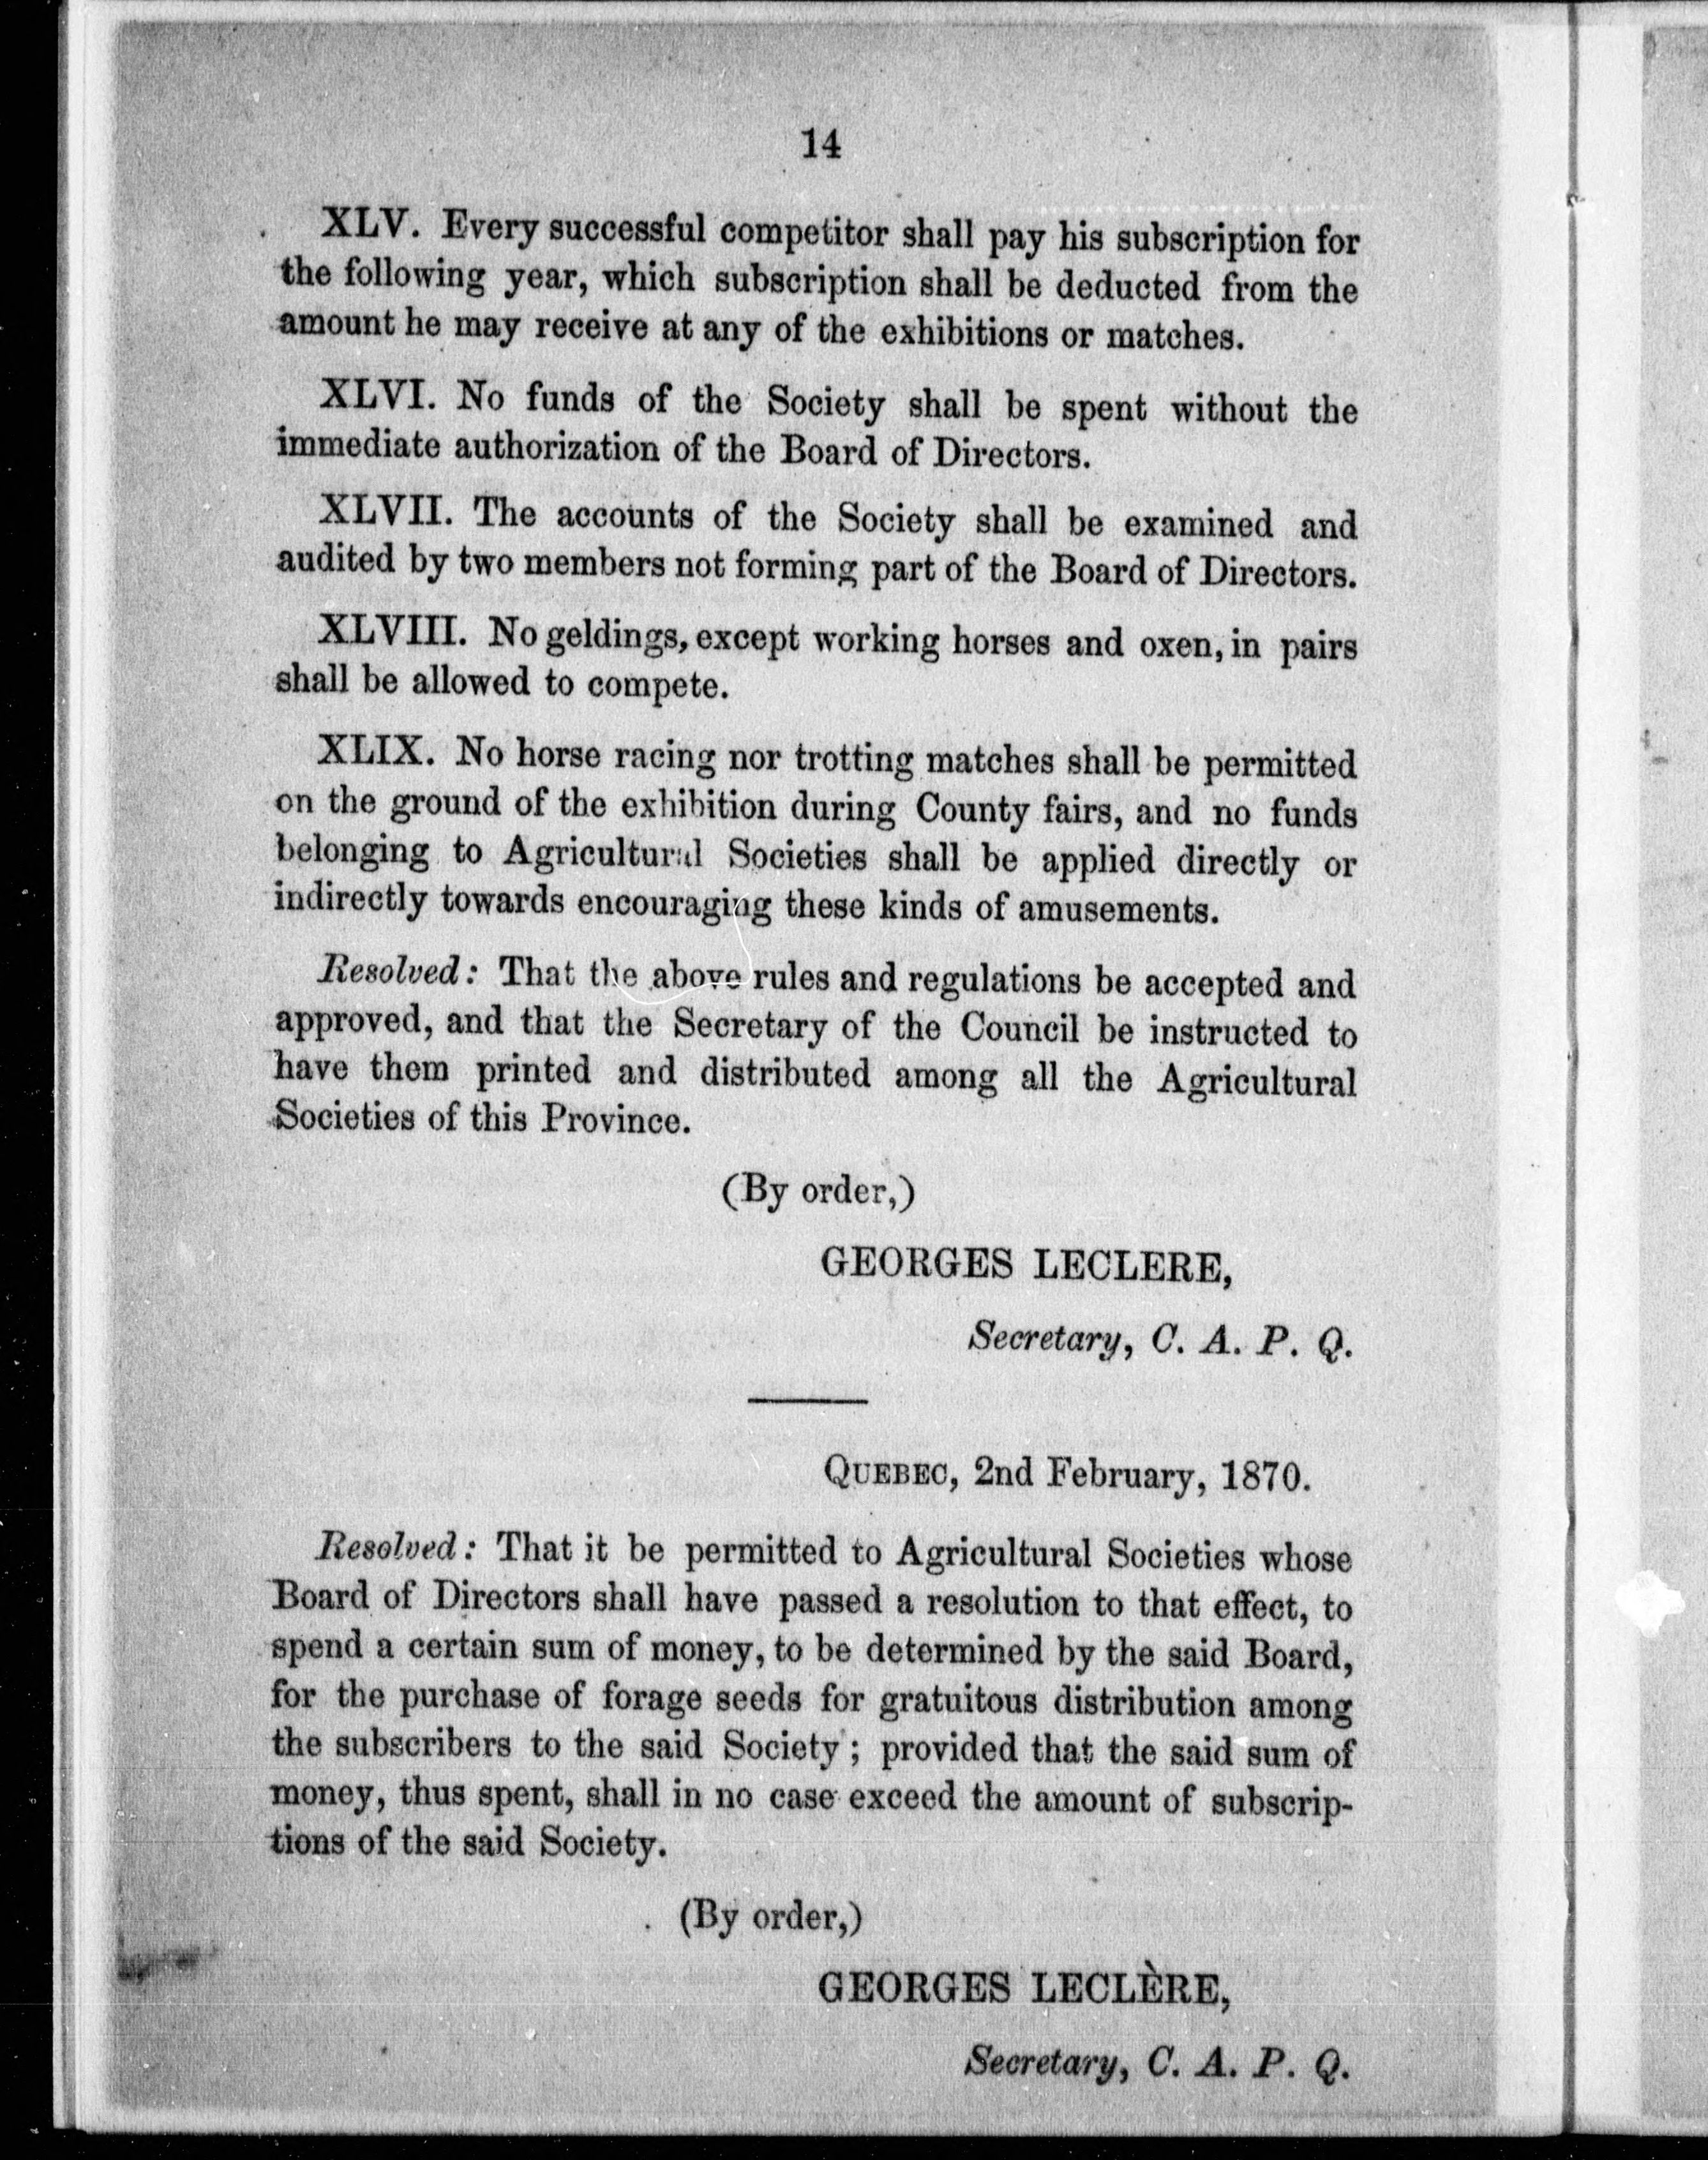 14
XLV. Every successful competitor shall pay his subscription for
the following year, which subscription shall be deducted from the
amount he may receive at any of the exhibitions or matches.
XLVI. No funds of the Society shall be spent without the
immediate authorization of the Board of Directors.
XLVII. The accounts of the Society shall be examined and
audited by two members not forming part of the Board of Directors.
XLVIII. No geldings, except working horses and oxen, in pairs
shall be allowed to compete.
XLIX. No horse racing nor trotting matches shall be permitted
on the ground of the exhibition during County fairs, and no funds
belonging to Agricultural Societies shall be applied directly or
indirectly towards encouraging these kinds of amusements.
Resolved: That the above rules and regulations be accepted and
approved, and that the Secretary of the Council be instructed to
have them printed and distributed among all the Agricultural
Societies of this Province.
(By order,)
GEORGES LECLERE,
Secretary, C. A. P. Q.
QUEBEC, 2nd February, 1870.
Resolved: That it be permitted to Agricultural Societies whose
Board of Directors shall have passed a resolution to that effect, to
spend a certain sum of money, to be determined by the said Board,
for the purchase of forage seeds for gratuitous distribution among
the subscribers to the said Society; provided that the said sum of
money, thus spent, shall in no case exceed the amount of subscrip-
tions of the said Society.
(By order,)
GEORGES LECLÈRE,
Secretary, C. A. P. Q.